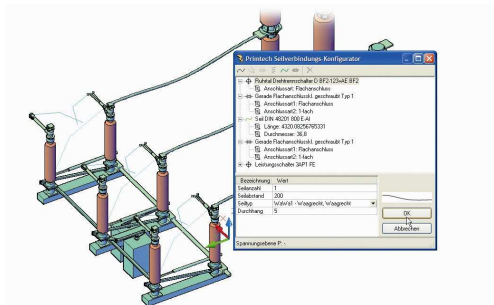 Primtech Seilverbindungs-Konfigurator
Ruhrtal Drehtrennschalter D BF2-123+AE BF2
Anschlussart: Flachanschluss
Gerade Flachanschlusskl. geschraubt Typ 1
Anschlussart1: Flachanschluss
Anschlussart2: 1-fach
Seil DIN 48201 800 E-Al
Länge: 4320.08256765331
Durchmesser: 36,8
Gerade Flachanschlusskl. geschraubt Typ 1
Anschlussart1: Flachanschluss
Anschlussart2: 1-fach
Leistungsschalter 3AP1 FE
Bezeichnung Wert
Seilanzahl 1
Seilabstand 200
Seiltyp WaWa1 - Waagrecht, Waagrecht
Durchhang 5
OK
Abbrechen
Spannungsebene P: -